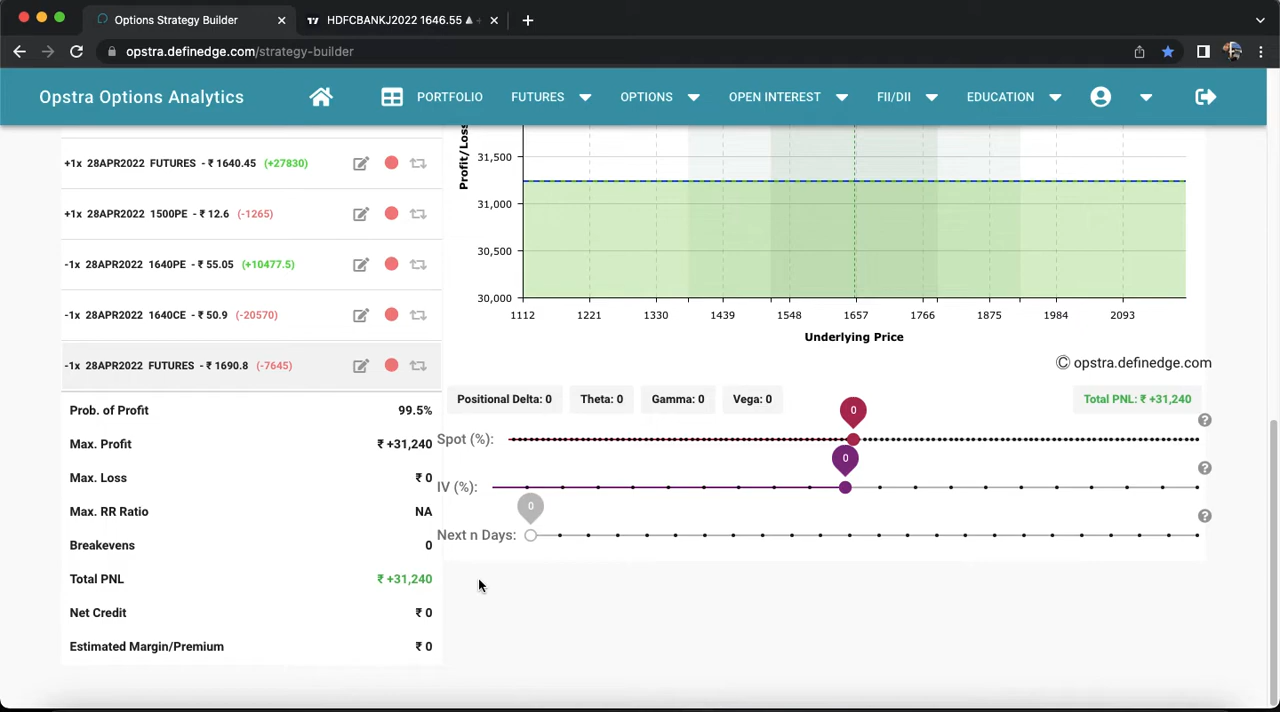 Options Strategy Builder
HDFCBANKJ2022 1646.55 ▲
opstra.definedge.com/strategy-builder
Opstra Options Analytics
PORTFOLIO
FUTURES
OPTIONS
OPEN INTEREST
FII/DII
EDUCATION
+1x 28APR2022 FUTURES - ₹ 1640.45 (+27830)
+1x 28APR2022 1500PE - ₹ 12.6 (-1265)
-1x 28APR2022 1640PE - ₹ 55.05 (+10477.5)
-1x 28APR2022 1640CE - ₹ 50.9 (-20570)
-1x 28APR2022 FUTURES - ₹ 1690.8 (-7645)
Prob. of Profit 99.5%
Max. Profit ₹ +31,240
Max. Loss ₹ 0
Max. RR Ratio NA
Breakevens 0
Total PNL ₹ +31,240
Net Credit ₹ 0
Estimated Margin/Premium ₹ 0
Profit/Loss
31,500
31,000
30,500
30,000
1112 1221 1330 1439 1548 1657 1766 1875 1984 2093
Underlying Price
© opstra.definedge.com
Positional Delta: 0
Theta: 0
Gamma: 0
Vega: 0
Total PNL: ₹ +31,240
0
Spot (%):
0
IV (%):
0
Next n Days: